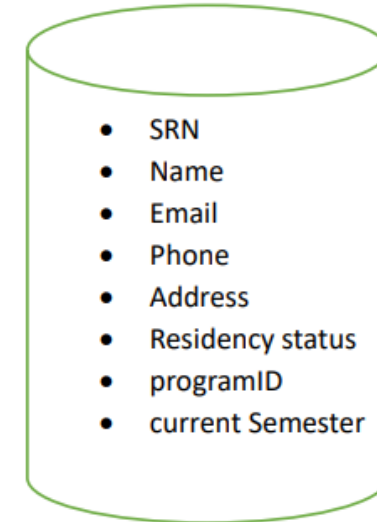 • SRN
• Name
• Email
• Phone
• Address
• Residency status
• programID
• current Semester